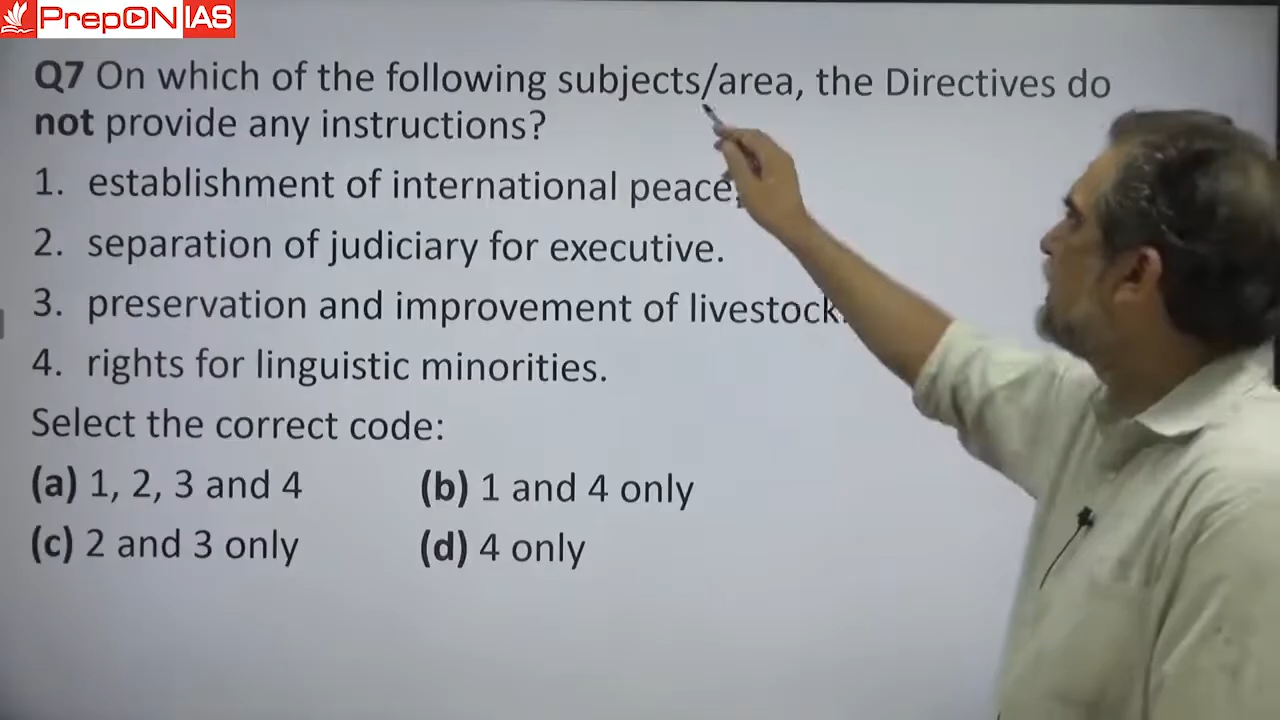 PrepON IAS
Q7 On which of the following subjects/area, the Directives do
not provide any instructions?
1. establishment of international peace.
2. separation of judiciary for executive.
3. preservation and improvement of livestock.
4. rights for linguistic minorities.
Select the correct code:
(a) 1, 2, 3 and 4 (b) 1 and 4 only
(c) 2 and 3 only (d) 4 only